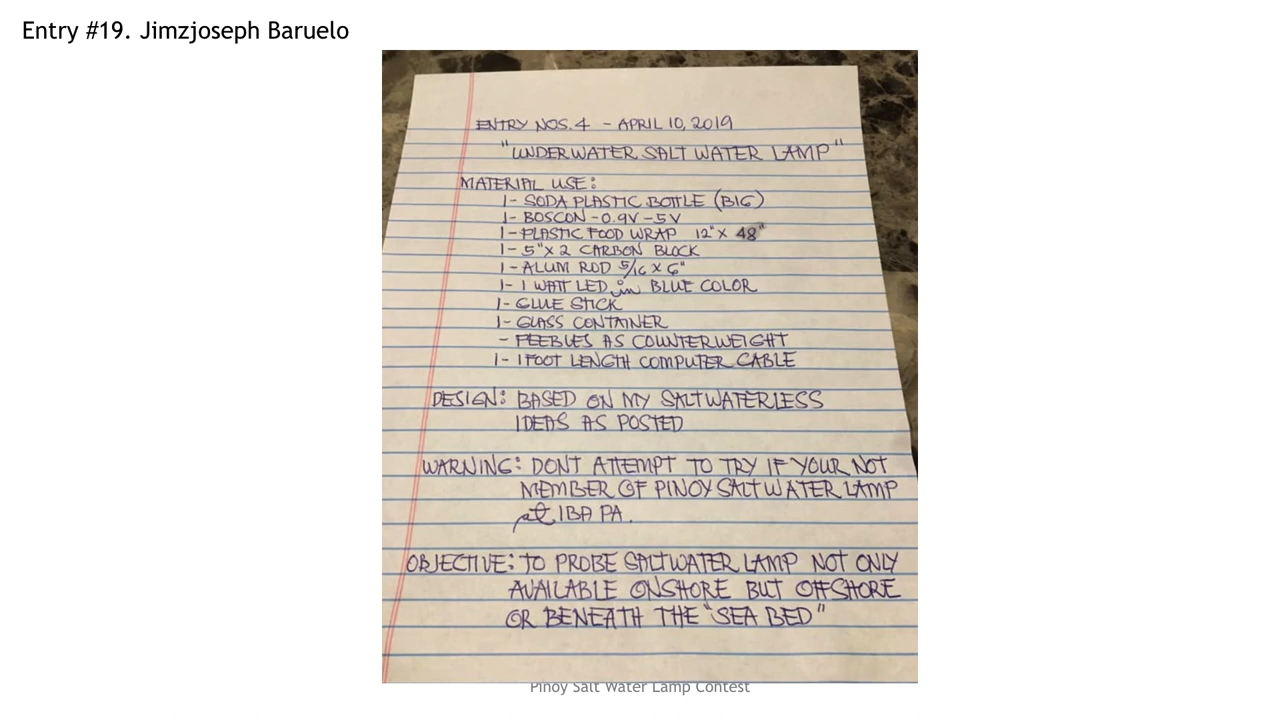 Entry #19. Jimzjoseph Baruelo
ENTRY NOS. 4 - APRIL 10, 2019
"UNDERWATER SALT WATER LAMP"
MATERIAL USE:
1- SODA PLASTIC BOTTLE (BIG)
1- BOSCON - 0.9V - 5V
1- PLASTIC FOOD WRAP 12" X 48"
1- 5" X 2 CARBON BLOCK
1- ALUM ROD 5/16 X 6"
1- 1 WATT LED in BLUE COLOR
1- GLUE STICK
1- GLASS CONTAINER
- PEEBLES AS COUNTERWEIGHT
1- 1 FOOT LENGTH COMPUTER CABLE
DESIGN: BASED ON MY SALTWATERLESS
IDEAS AS POSTED
WARNING: DONT ATTEMPT TO TRY IF YOUR NOT
MEMBER OF PINOY SALT WATER LAMP
at IBA PA.
OBJECTIVE: TO PROBE SALTWATER LAMP NOT ONLY
AVAILABLE ONSHORE BUT OFFSHORE
OR BENEATH THE "SEA BED"
Pinoy Salt Water Lamp Contest